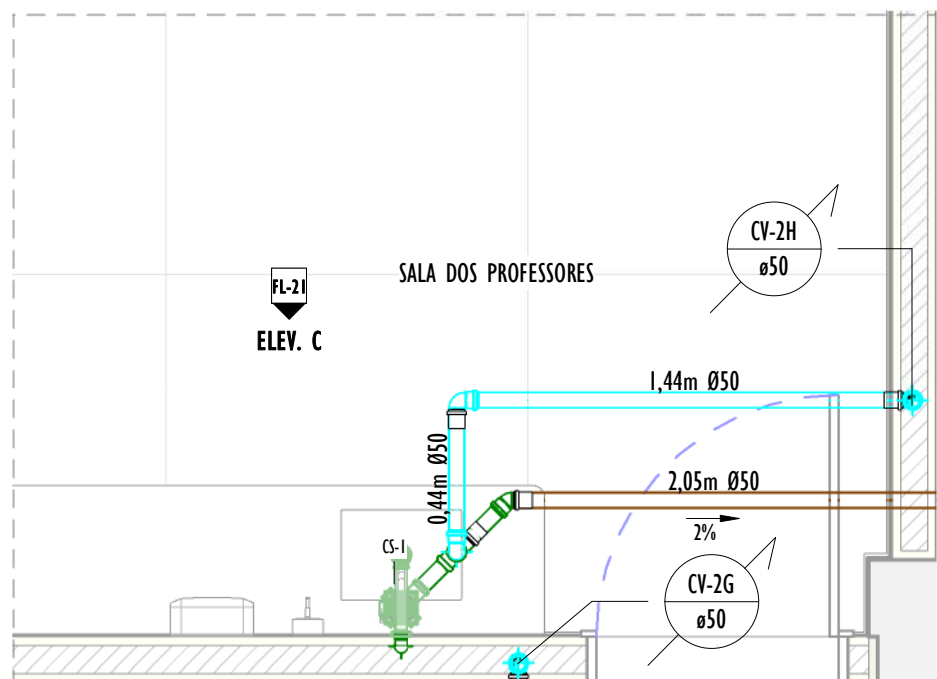 CV-2H
ø50
SALA DOS PROFESSORES
FL-21
ELEV. C
1,44m Ø50
0,44m Ø50
2,05m Ø50
2%
CS-1
CV-2G
ø50